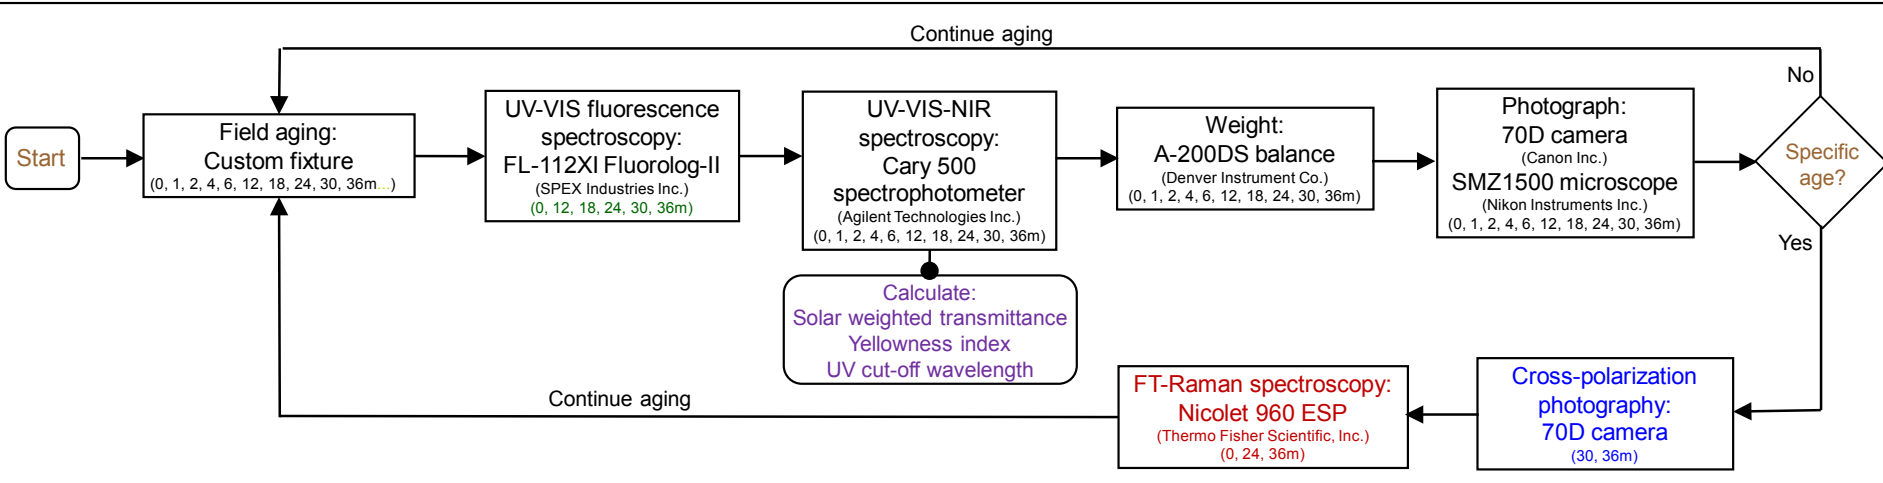 Continue aging
No
Start
Field aging:
Custom fixture
(0, 1, 2, 4, 6, 12, 18, 24, 30, 36m...)
UV-VIS fluorescence
spectroscopy:
FL-112XI Fluorolog-II
(SPEX Industries Inc.)
(0, 12, 18, 24, 30, 36m)
UV-VIS-NIR
spectroscopy:
Cary 500
spectrophotometer
(Agilent Technologies Inc.)
(0, 1, 2, 4, 6, 12, 18, 24, 30, 36m)
Weight:
A-200DS balance
(Denver Instrument Co.)
(0, 1, 2, 4, 6, 12, 18, 24, 30, 36m)
Photograph:
70D camera
(Canon Inc.)
SMZ1500 microscope
(Nikon Instruments Inc.)
(0, 1, 2, 4, 6, 12, 18, 24, 30, 36m)
Specific
age?
Yes
Calculate:
Solar weighted transmittance
Yellowness index
UV cut-off wavelength
Cross-polarization
photography:
70D camera
(30, 36m)
FT-Raman spectroscopy:
Nicolet 960 ESP
(Thermo Fisher Scientific, Inc.)
(0, 24, 36m)
Continue aging